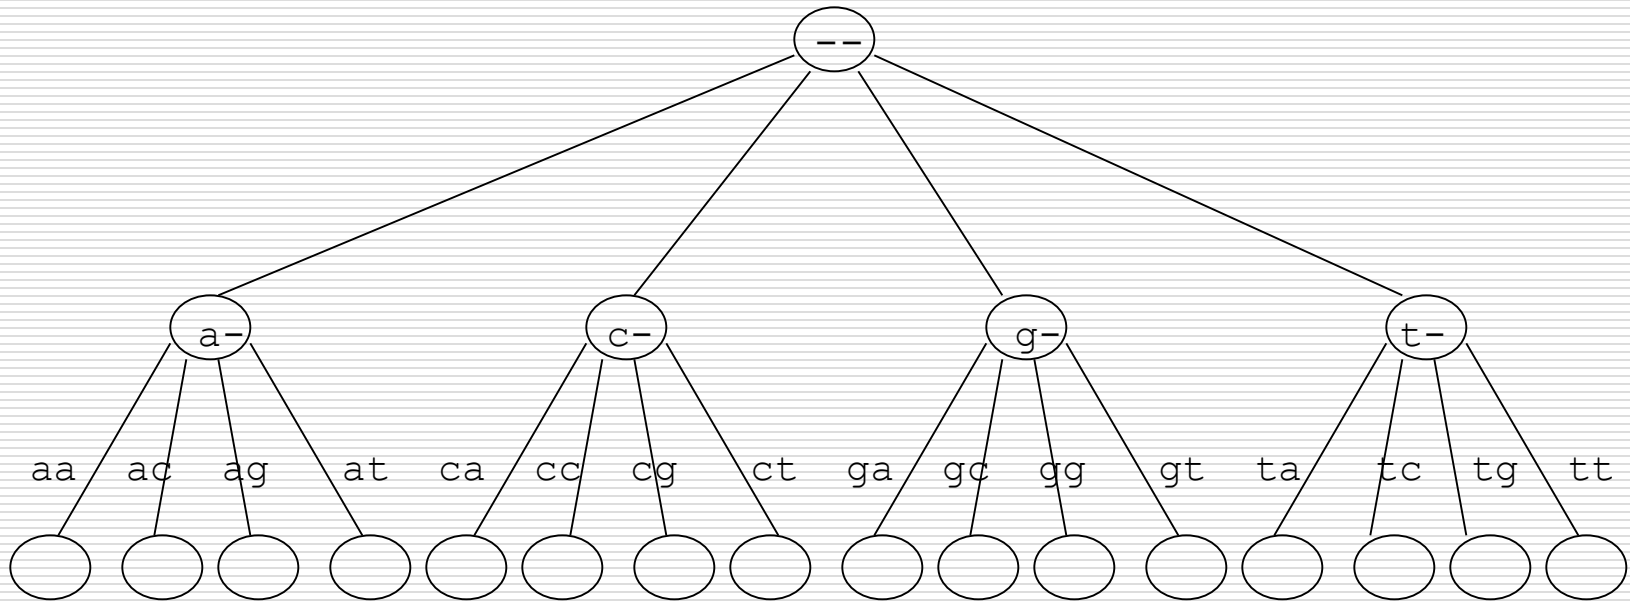 --
a- c- g- t-
aa ac ag at ca cc cg ct ga gc gg gt ta tc tg tt